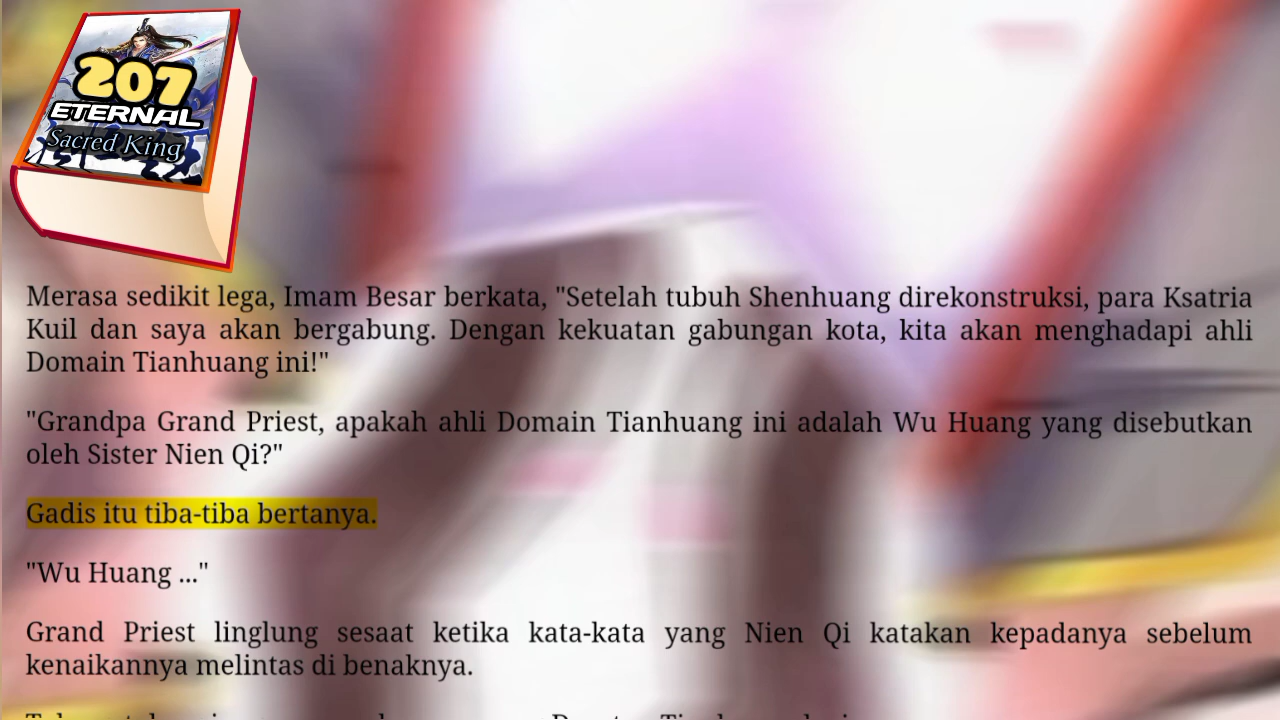 207
ETERNAL
Sacred King
Merasa sedikit lega, Imam Besar berkata, "Setelah tubuh Shenhuang direkonstruksi, para Ksatria
Kuil dan saya akan bergabung. Dengan kekuatan gabungan kota, kita akan menghadapi ahli
Domain Tianhuang ini!"
"Grandpa Grand Priest, apakah ahli Domain Tianhuang ini adalah Wu Huang yang disebutkan
oleh Sister Nien Qi?"
Gadis itu tiba-tiba bertanya.
"Wu Huang ..."
Grand Priest linglung sesaat ketika kata-kata yang Nien Qi katakan kepadanya sebelum
kenaikannya melintas di benaknya.